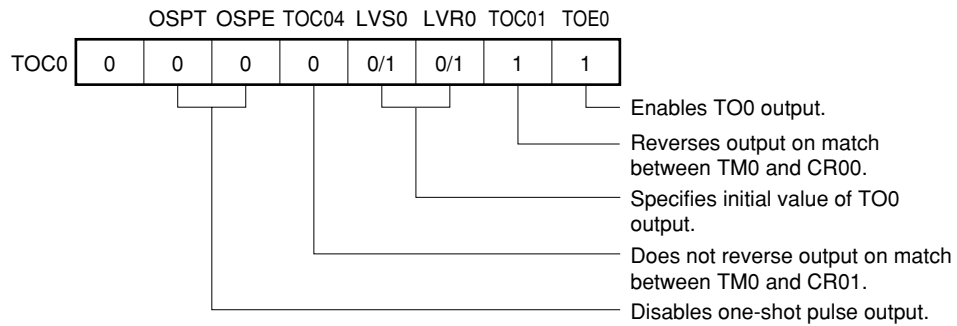 OSPT OSPE TOC04 LVS0 LVR0 TOC01 TOE0
TOC0 0 0 0 0 0/1 0/1 1 1
Enables TO0 output.
Reverses output on match
between TM0 and CR00.
Specifies initial value of TO0
output.
Does not reverse output on match
between TM0 and CR01.
Disables one-shot pulse output.